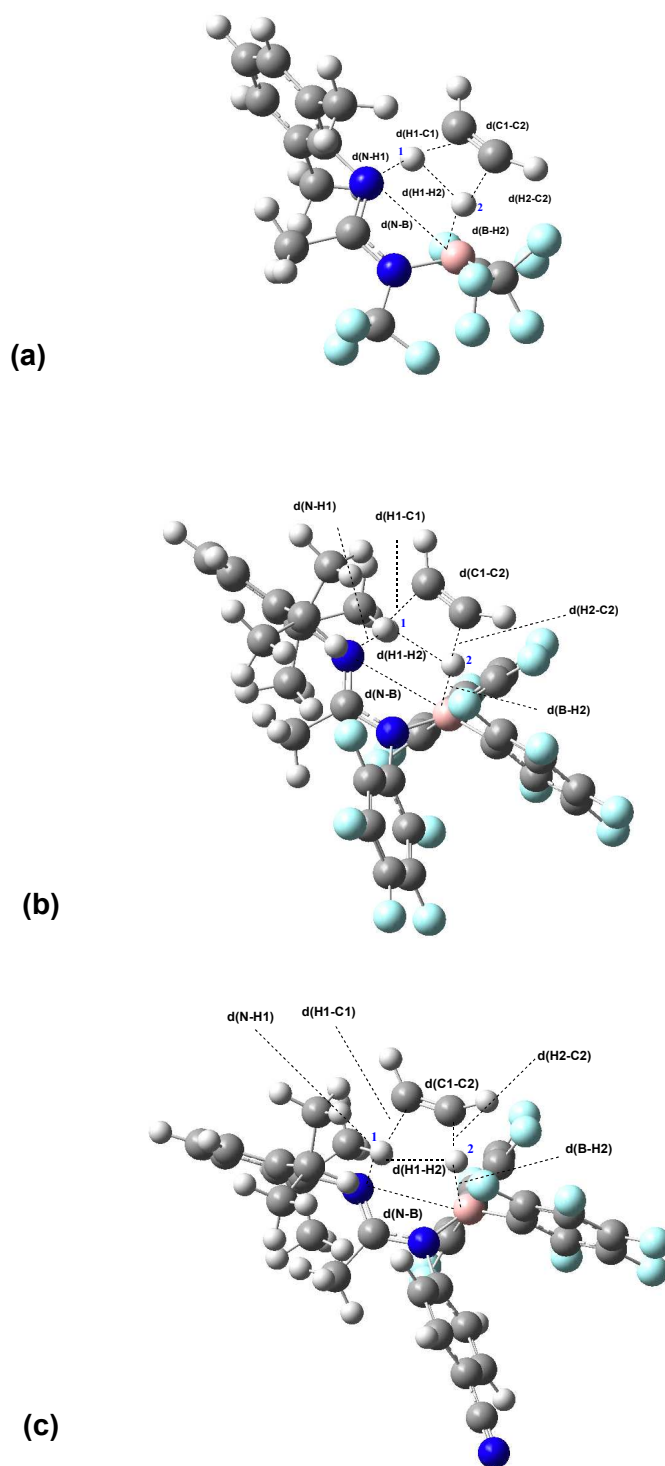 d(C1-C2)
d(H1-C1)
1
d(N-H1)
d(H1-H2)
d(H2-C2)
2
d(N-B)
d(B-H2)
(a)
d(N-H1)
d(H1-C1)
d(C1-C2)
d(H2-C2)
1
d(H1-H2)
2
d(N-B)
d(B-H2)
(b)
d(H1-C1)
d(N-H1)
d(H2-C2)
d(C1-C2)
1
2
d(B-H2)
d(H1-H2)
d(N-B)
(c)